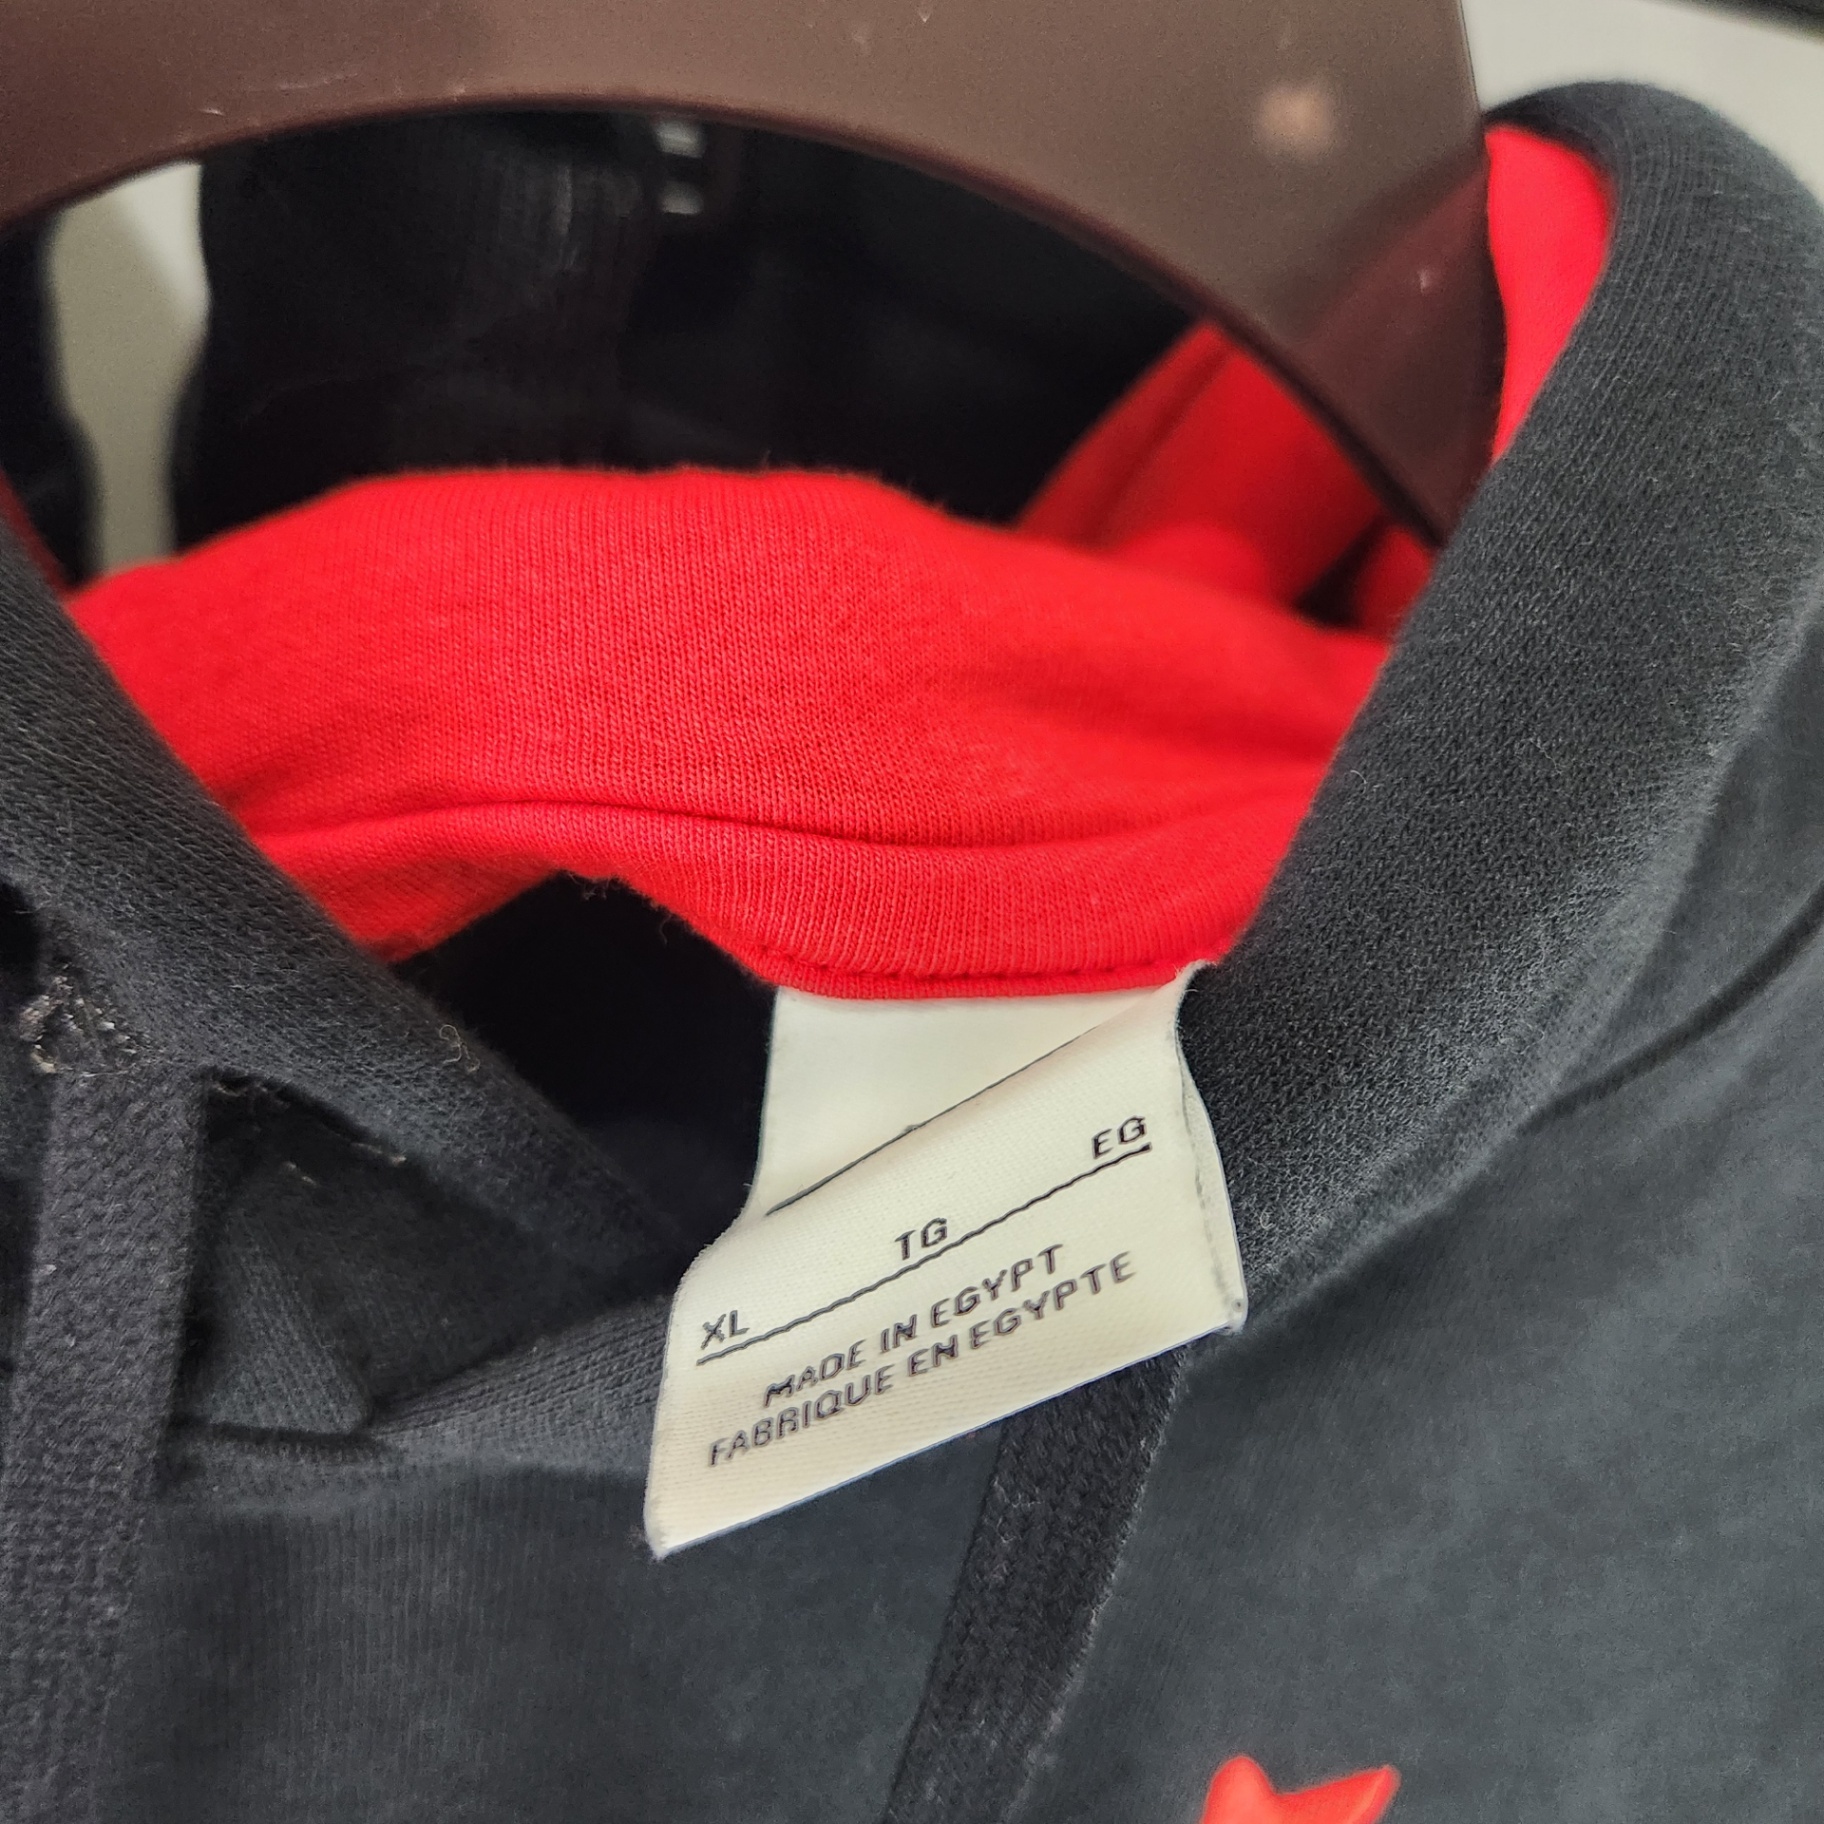 XL TG EG
MADE IN EGYPT
FABRIQUE EN EGYPTE